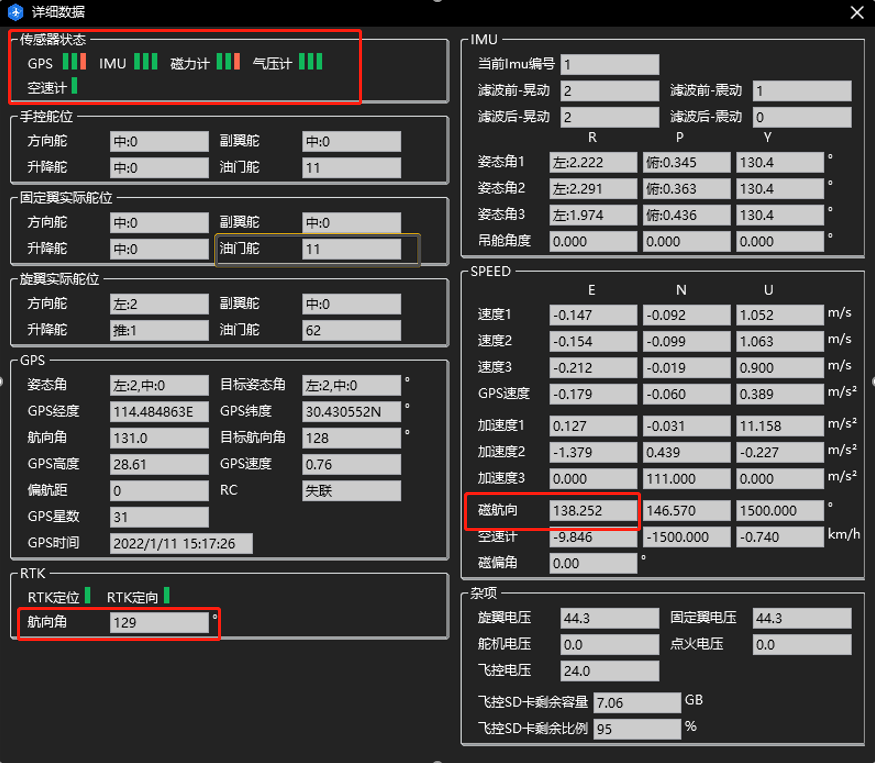 详细数据
传感器状态
GPS IMU 磁力计 气压计
空速计
手控舵位
方向舵 中:0 副翼舵 中:0
升降舵 中:0 油门舵 11
固定翼实际舵位
方向舵 中:0 副翼舵 中:0
升降舵 中:0 油门舵 11
旋翼实际舵位
方向舵 左:2 副翼舵 中:0
升降舵 推:1 油门舵 62
GPS
姿态角 左:2,中:0 目标姿态角 左:2,中:0 °
GPS经度 114.484863E GPS纬度 30.430552N °
航向角 131.0 目标航向角 128 °
GPS高度 28.61 GPS速度 0.76
偏航距 0 RC 失联
GPS星数 31
GPS时间 2022/1/11 15:17:26
RTK
RTK定位 RTK定向
航向角 129 °
IMU
当前Imu编号 1
滤波前-晃动 2 滤波前-震动 1
滤波后-晃动 2 滤波后-震动 0
R P Y
姿态角1 左:2.222 俯:0.345 130.4 °
姿态角2 左:2.291 俯:0.363 130.4 °
姿态角3 左:1.974 俯:0.436 130.4 °
吊舱角度 0.000 0.000 0.000 °
SPEED
E N U
速度1 -0.147 -0.092 1.052 m/s
速度2 -0.154 -0.099 1.063 m/s
速度3 -0.212 -0.019 0.900 m/s
GPS速度 -0.179 -0.060 0.389 m/s²
加速度1 0.127 -0.031 11.158 m/s²
加速度2 -1.379 0.439 -0.227 m/s²
加速度3 0.000 111.000 0.000 m/s²
磁航向 138.252 146.570 1500.000 °
空速计 -9.846 -1500.000 -0.740 km/h
磁偏角 0.00 °
杂项
旋翼电压 44.3 固定翼电压 44.3
舵机电压 0.0 点火电压 0.0
飞控电压 24.0
飞控SD卡剩余容量 7.06 GB
飞控SD卡剩余比例 95 %